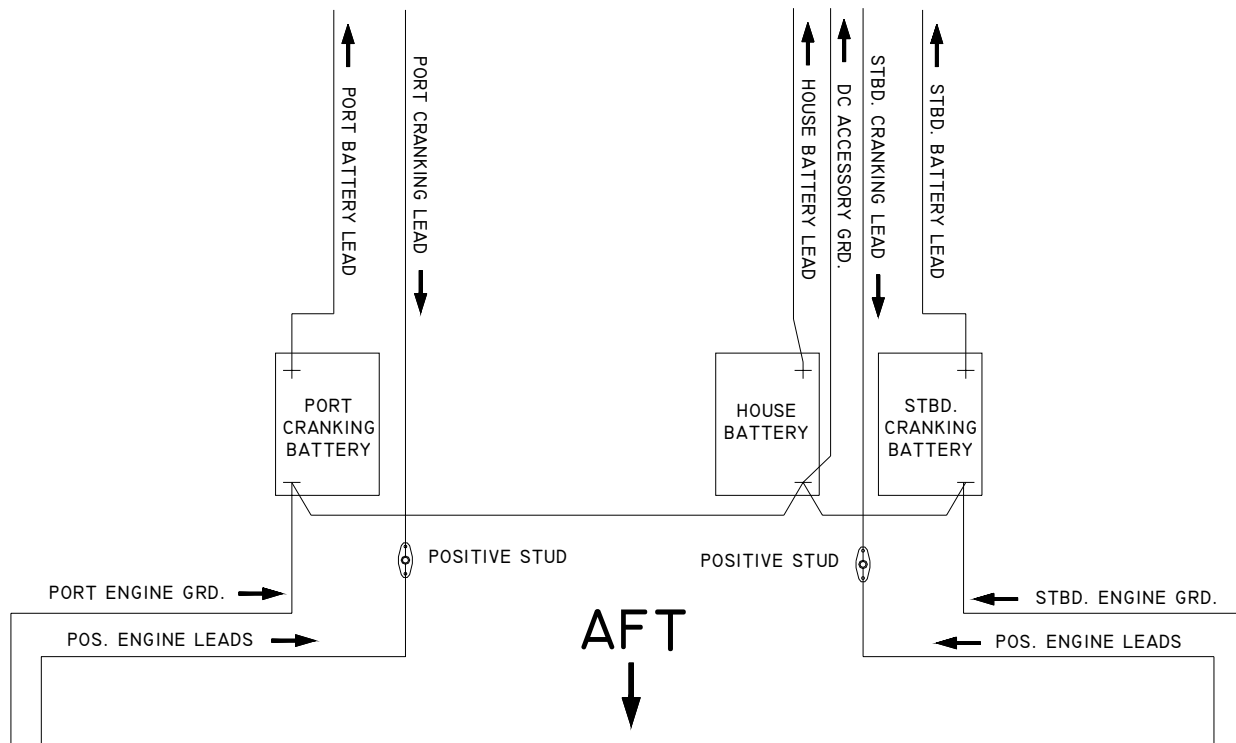 PORT BATTERY LEAD
PORT CRANKING LEAD
HOUSE BATTERY LEAD
DC ACCESSORY GRD.
STBD. CRANKING LEAD
STBD. BATTERY LEAD
PORT
CRANKING
BATTERY
HOUSE
BATTERY
STBD.
CRANKING
BATTERY
POSITIVE STUD
POSITIVE STUD
PORT ENGINE GRD.
STBD. ENGINE GRD.
POS. ENGINE LEADS
AFT
POS. ENGINE LEADS